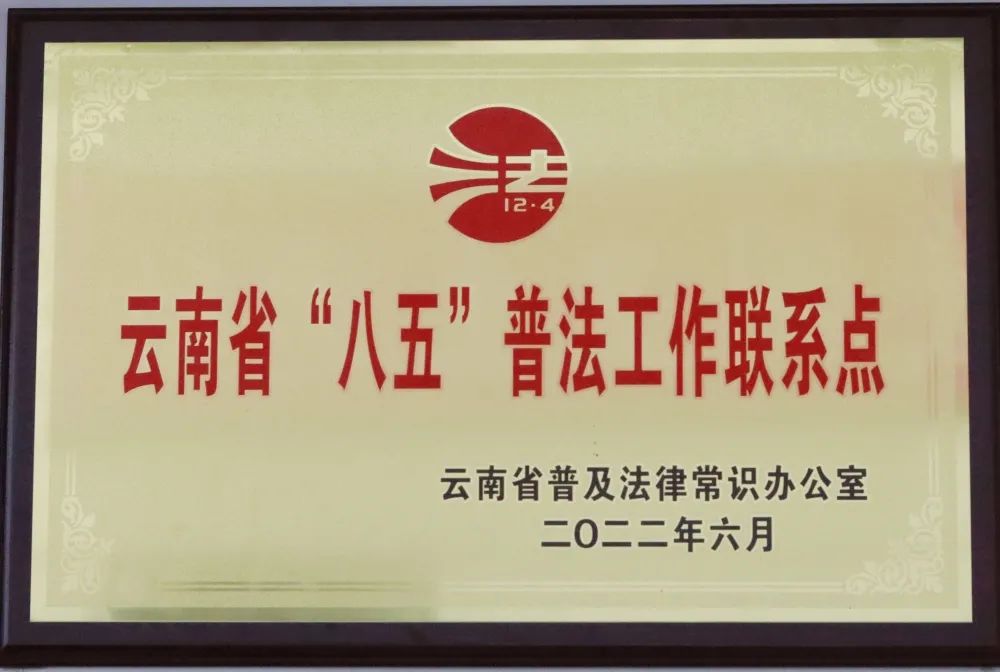 法
12·4
云南省“八五”普法工作联系点
云南省普及法律常识办公室
二〇二二年六月